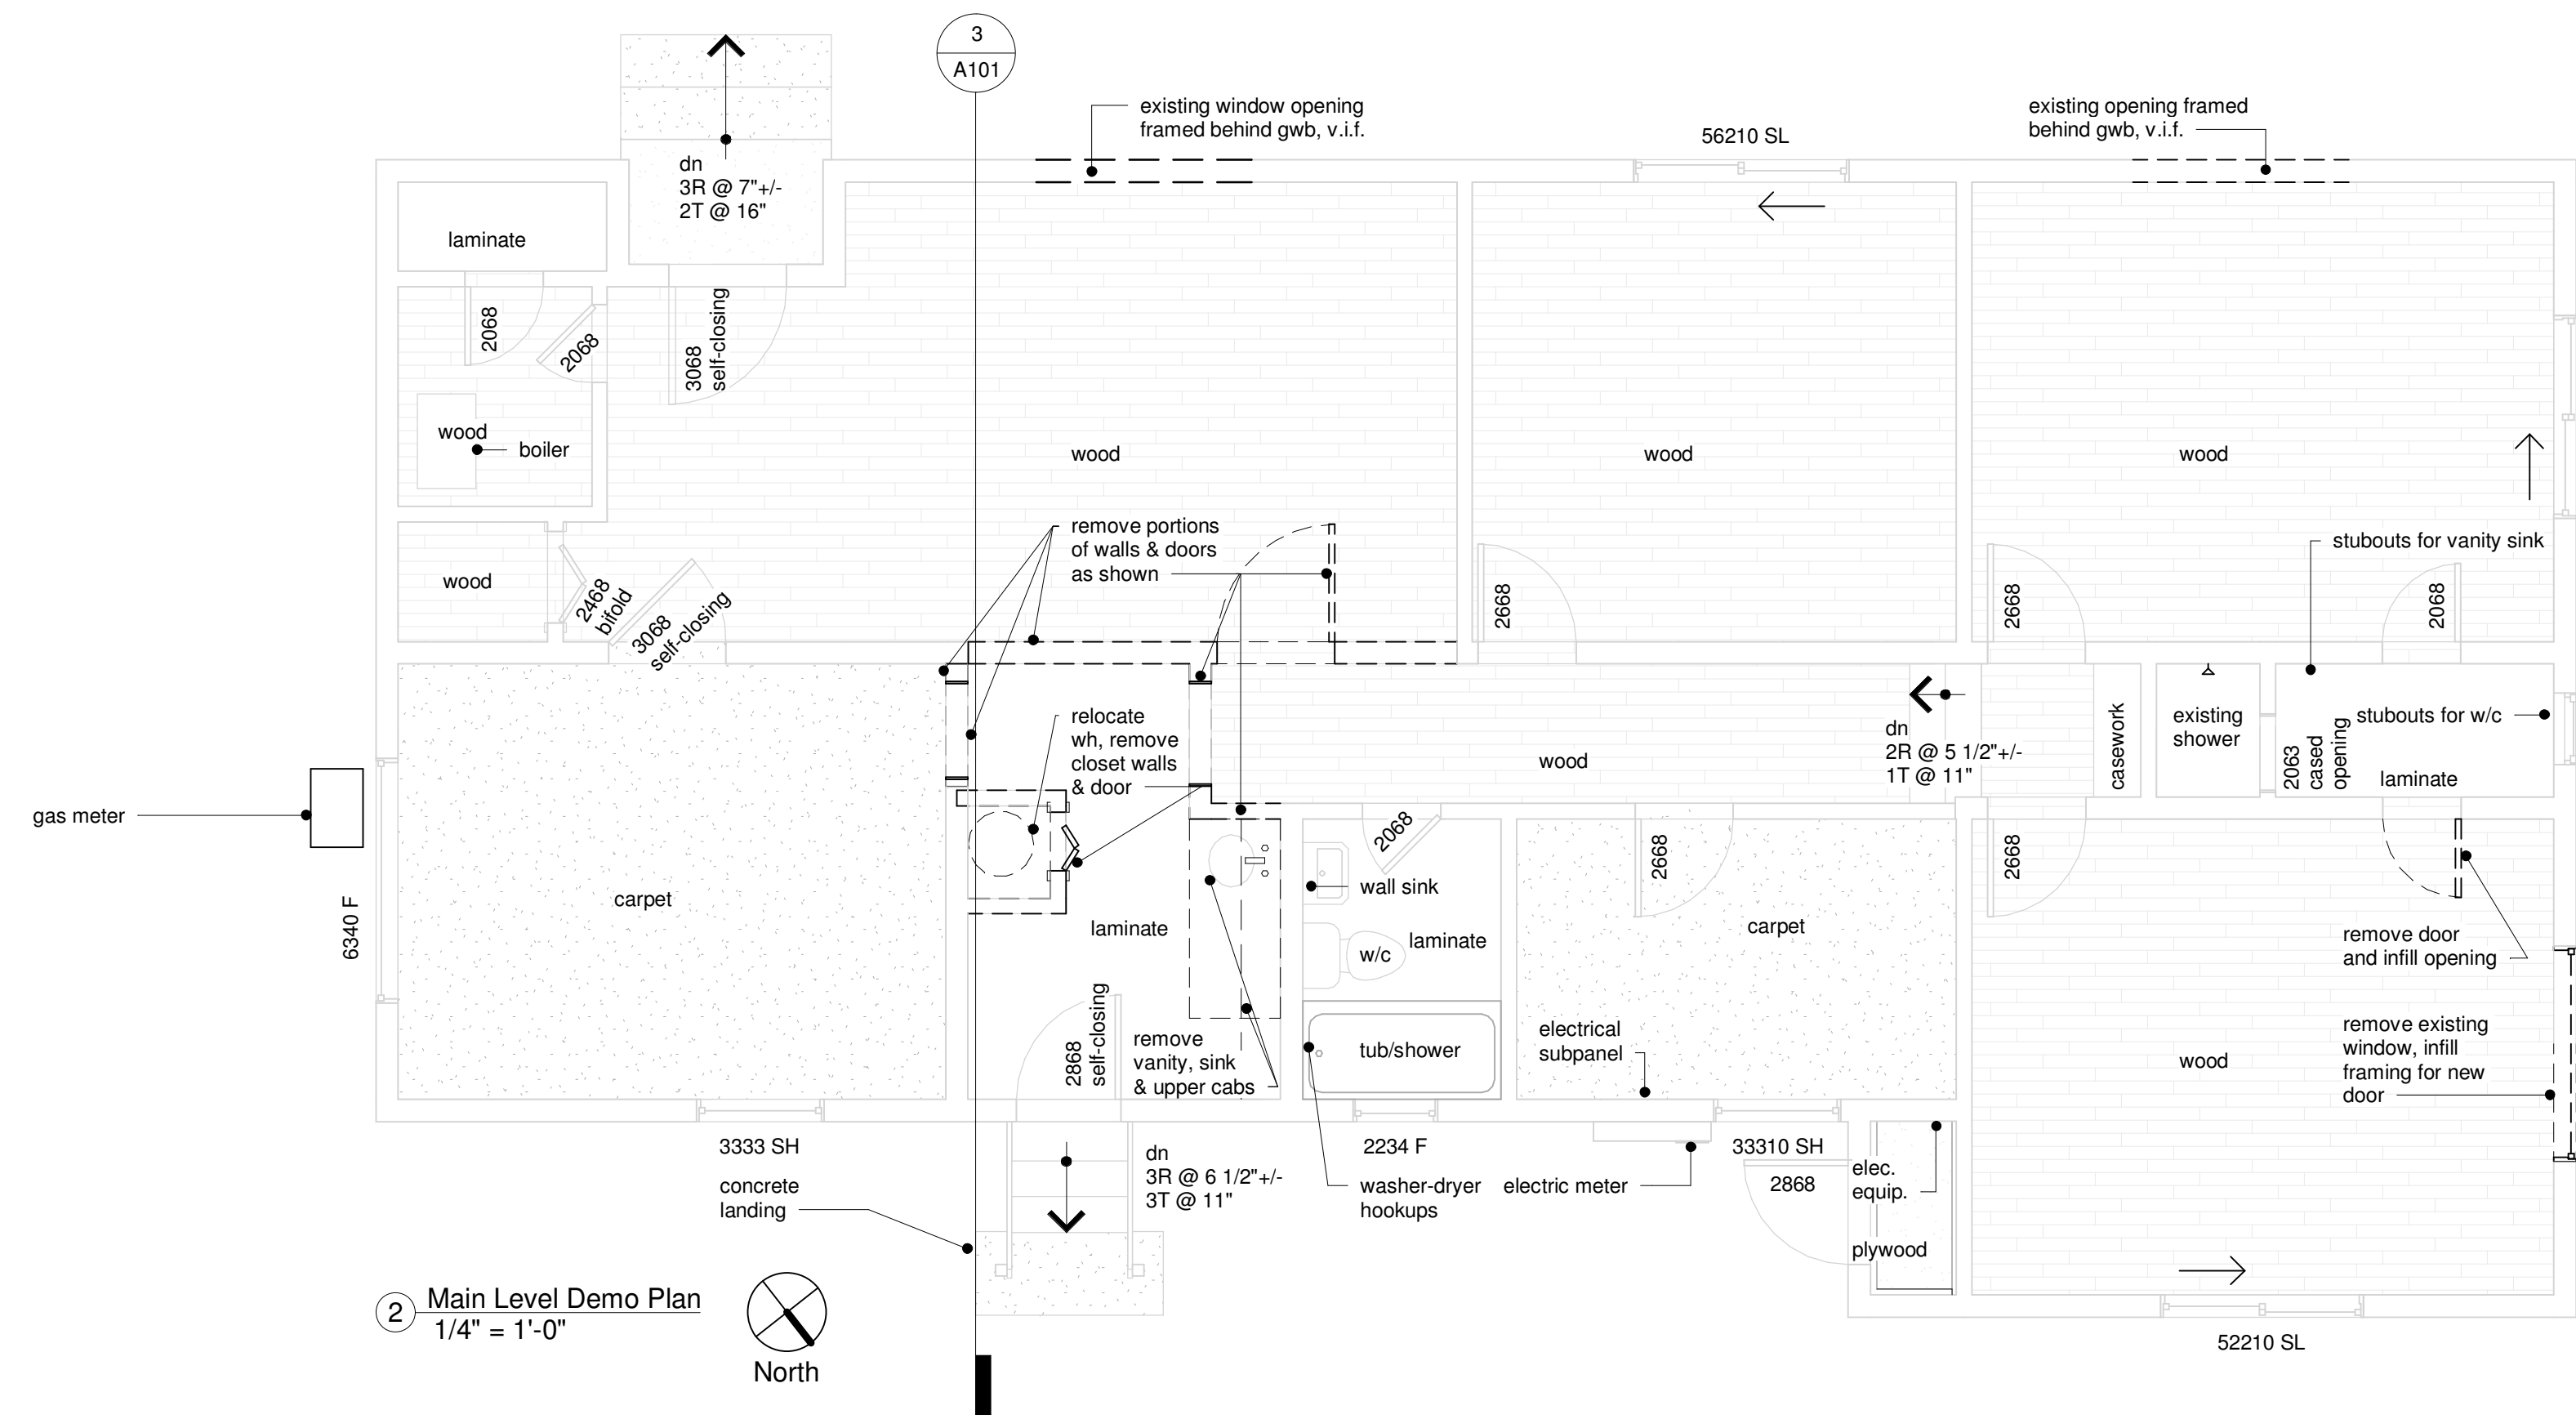 3
A101
existing window opening
framed behind gwb, v.i.f.
56210 SL
existing opening framed
behind gwb, v.i.f.
dn
3R @ 7"+/-
2T @ 16"
laminate
2068
2068
3068
self-closing
wood
boiler
wood
wood
wood
wood
2468
bifold
3068
self-closing
remove portions
of walls & doors
as shown
2668
2668
2068
stubouts for vanity sink
relocate
wh, remove
closet walls
& door
wood
dn
2R @ 5 1/2"+/-
1T @ 11"
casework
existing
shower
2063
cased
opening
stubouts for w/c
laminate
gas meter
6340 F
carpet
laminate
2068
wall sink
w/c
laminate
2668
carpet
2668
remove door
and infill opening
2868
self-closing
remove
vanity, sink
& upper cabs
tub/shower
electrical
subpanel
wood
remove existing
window, infill
framing for new
door
3333 SH
dn
3R @ 6 1/2"+/-
3T @ 11"
2234 F
33310 SH
concrete
landing
washer-dryer
hookups
electric meter
2868
elec.
equip.
plywood
2
Main Level Demo Plan
1/4" = 1'-0"
North
52210 SL